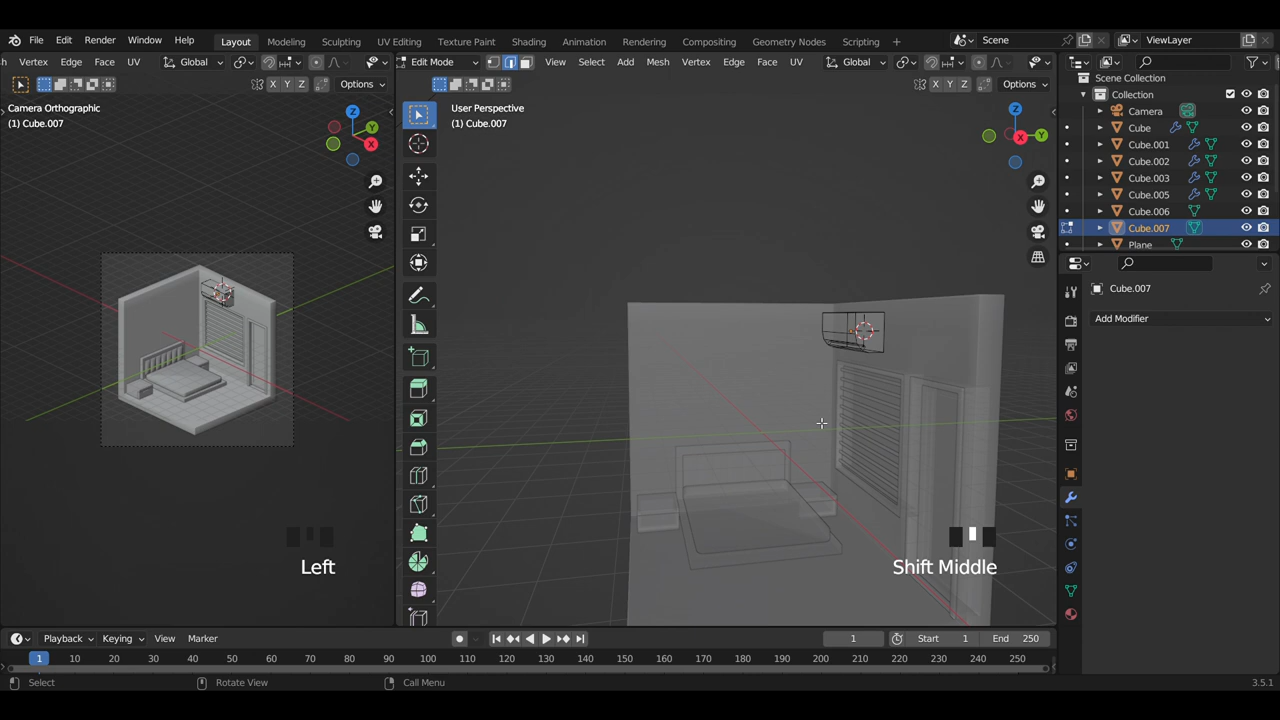 File Edit Render Window Help Layout Modeling Sculpting UV Editing Texture Paint Shading Animation Rendering Compositing Geometry Nodes Scripting + Scene ViewLayer
Vertex Edge Face UV Global Edit Mode View Select Add Mesh Vertex Edge Face UV Global
X Y Z Options X Y Z Options Scene Collection
Camera Orthographic User Perspective Collection
(1) Cube.007 (1) Cube.007 Camera
Z Y X Z Y X
Cube
Cube.001
Cube.002
Cube.003
Cube.005
Cube.006
Cube.007
Plane
Cube.007
Add Modifier
Left Shift Middle
Playback Keying View Marker 1 Start 1 End 250
1 10 20 30 40 50 60 70 80 90 100 110 120 130 140 150 160 170 180 190 200 210 220 230 240 250
Select Rotate View Call Menu 3.5.1